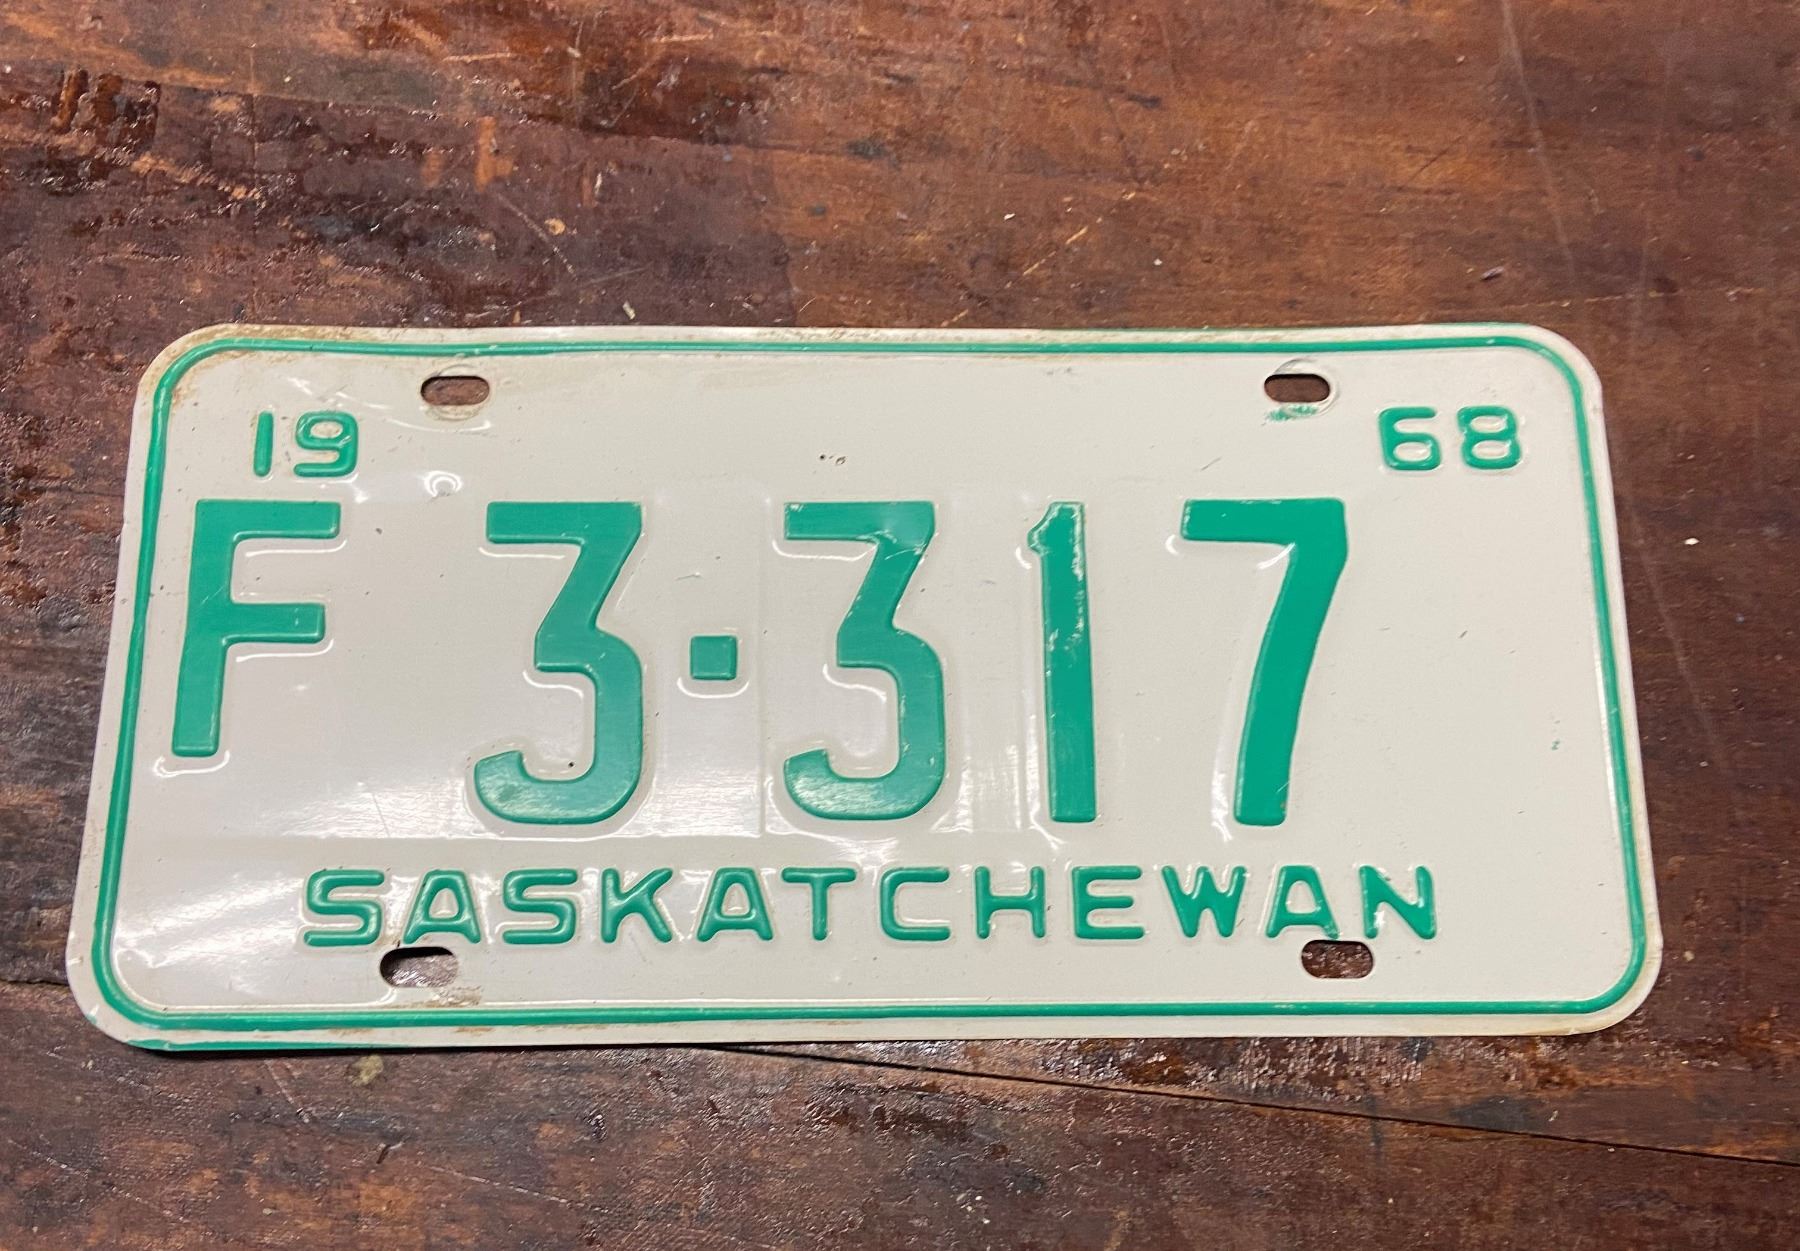 19 68
F 3·317
SASKATCHEWAN